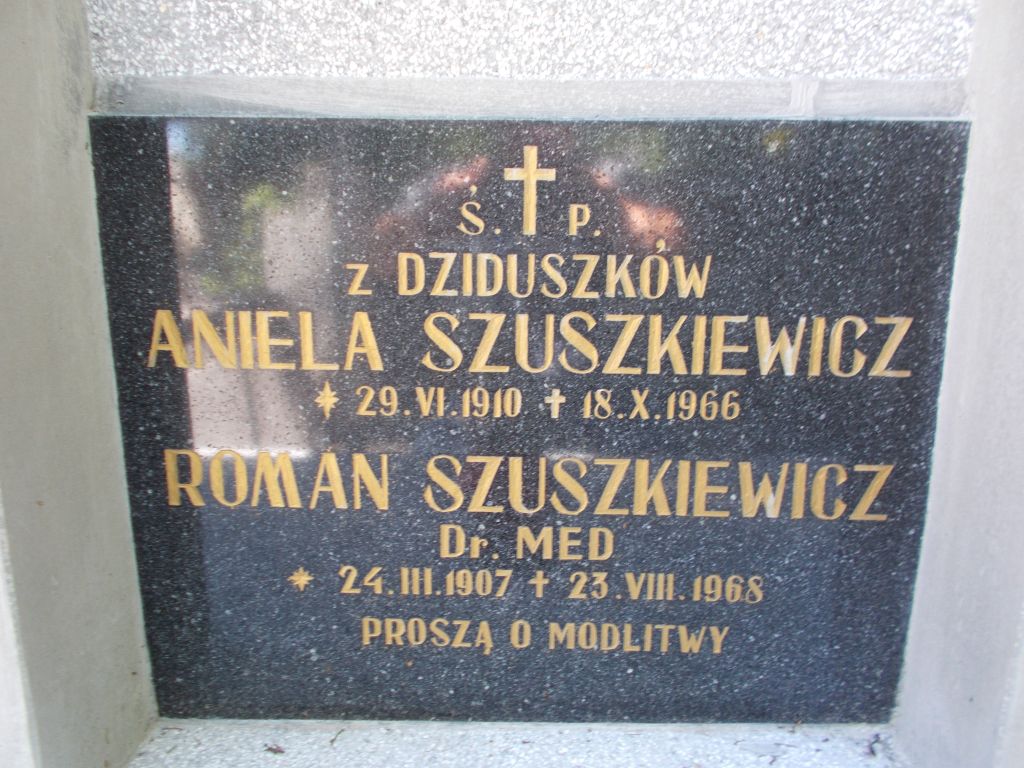 Ś. P.
z DZIDUSZKÓW
ANIELA SZUSZKIEWICZ
* 29.VI.1910 ✝ 18.X.1966
ROMAN SZUSZKIEWICZ
Dr. MED
* 24.III.1907 ✝ 23.VIII.1968
PROSZĄ O MODLITWY